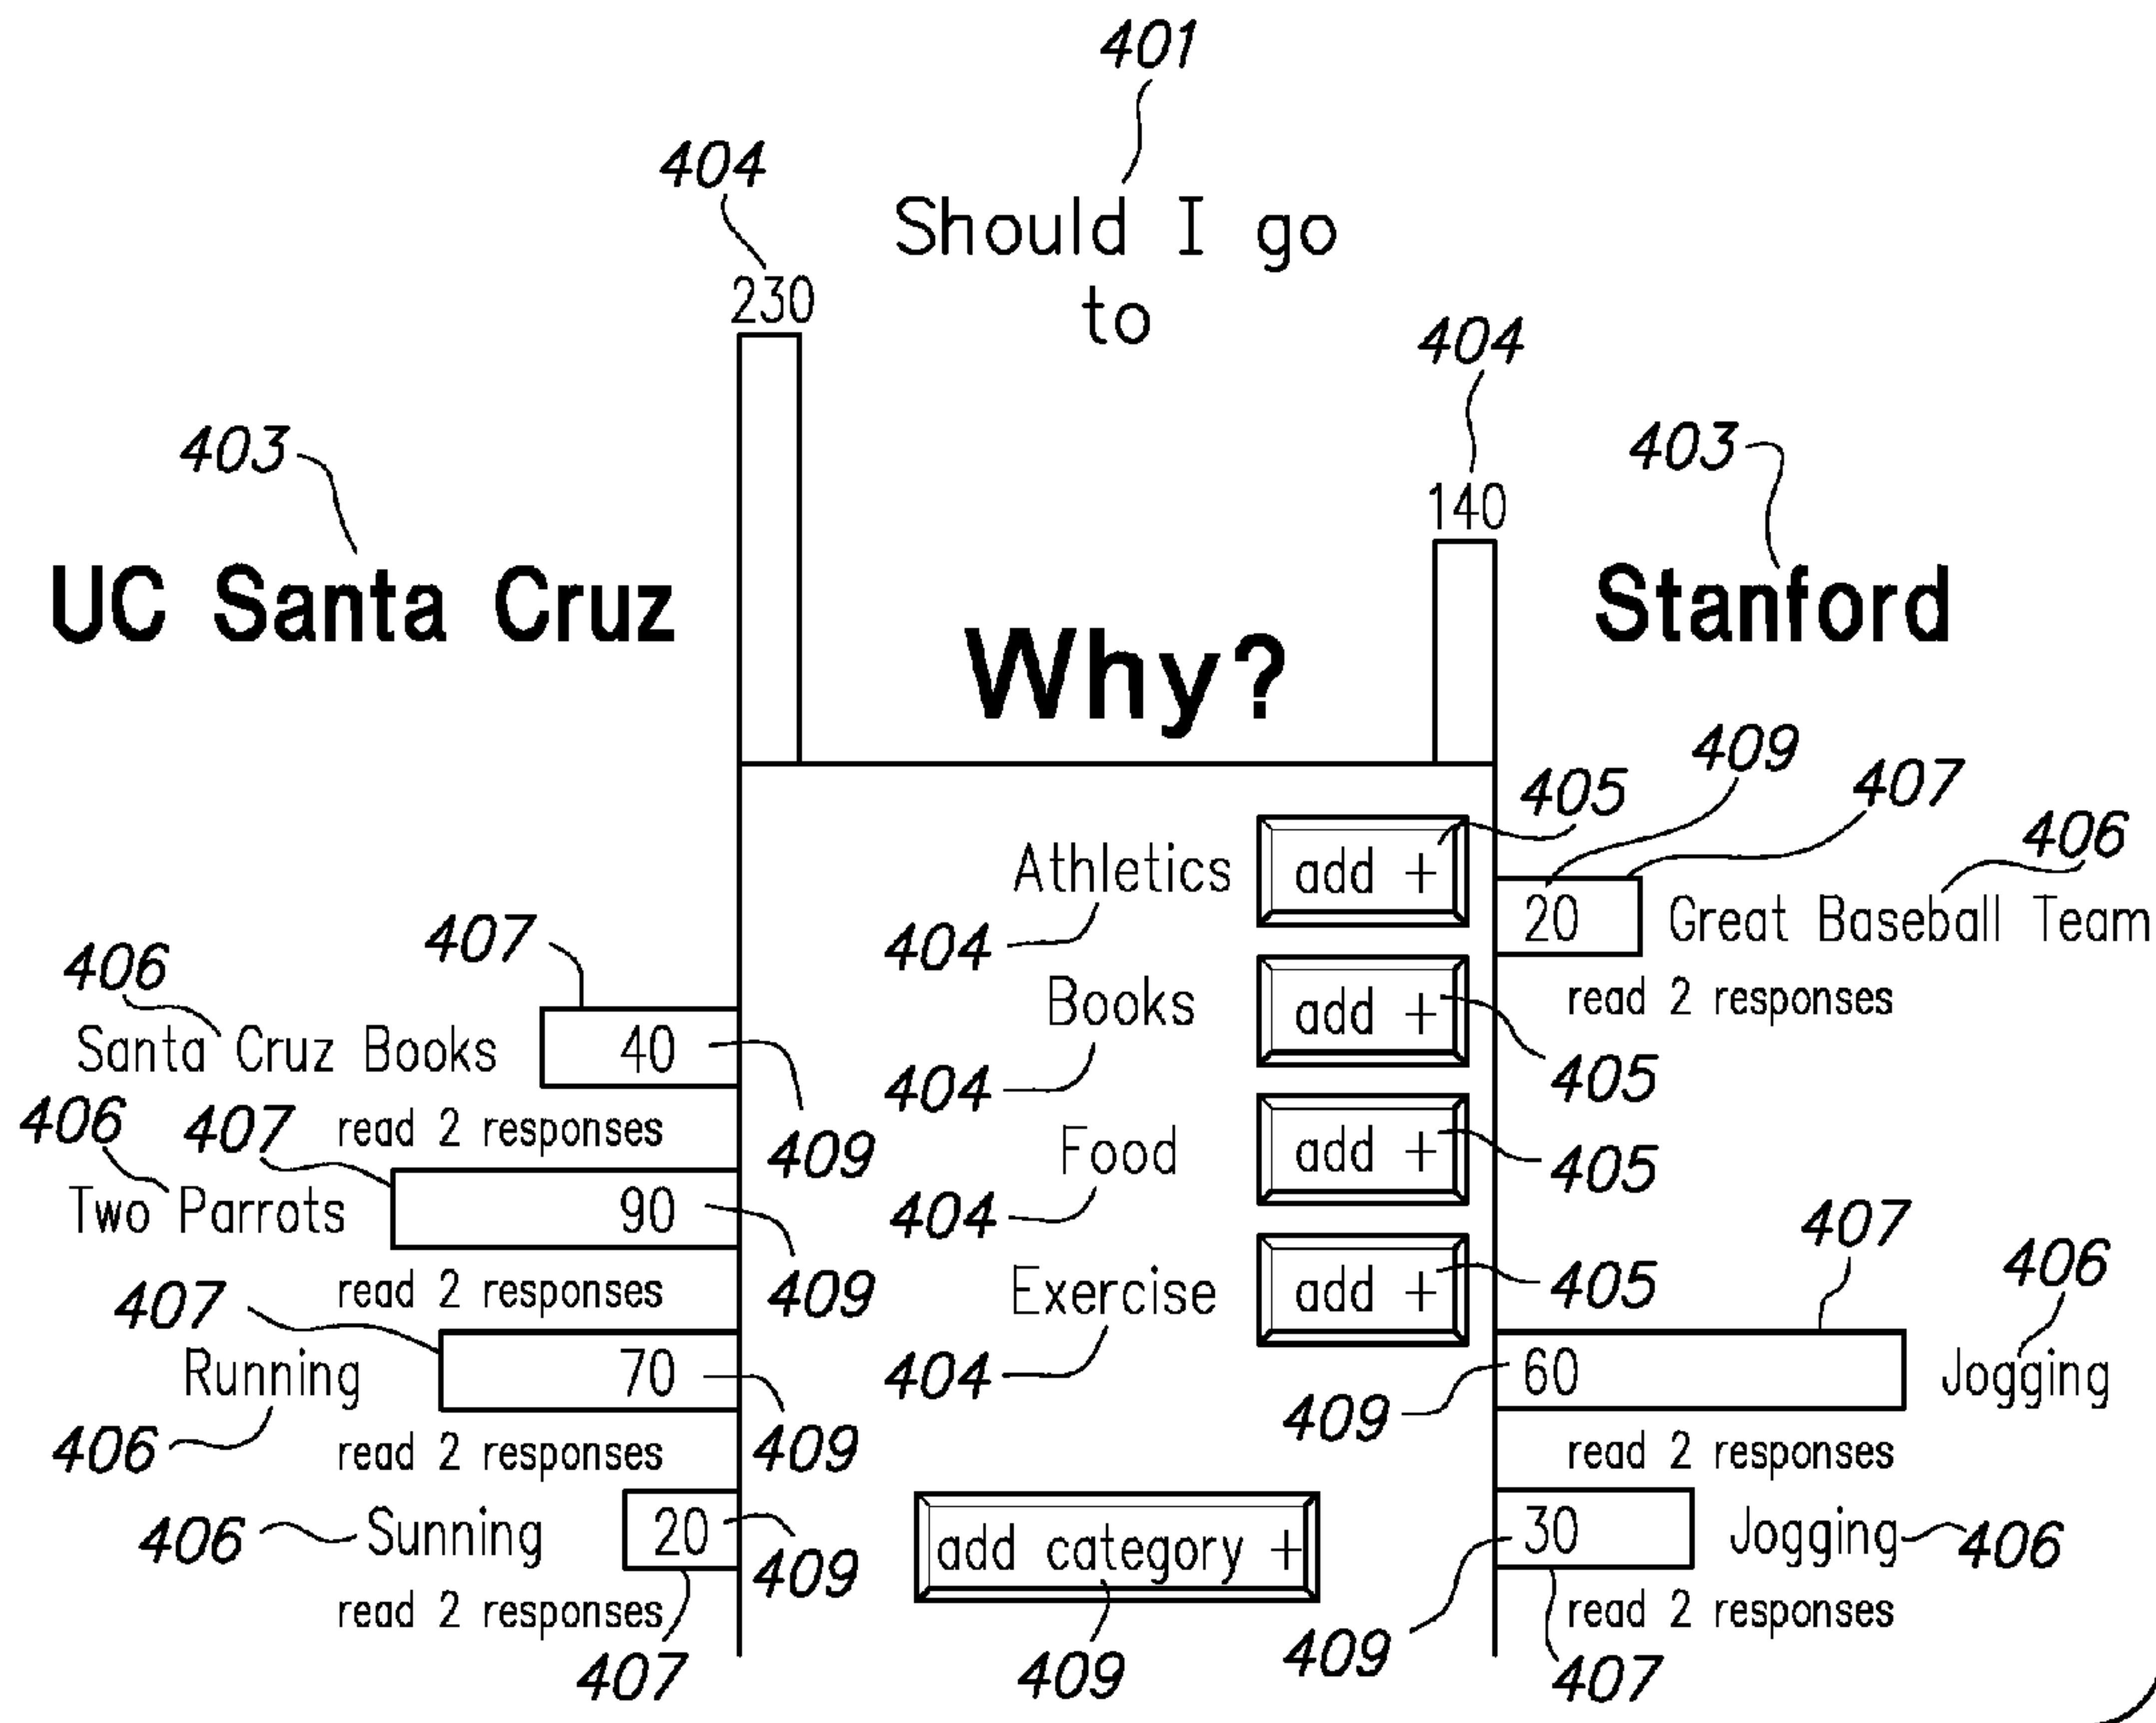 401
404
Should I go
230
to
404
403
403
140
UC Santa Cruz
Stanford
Why?
409
405
407
406
Athletics
add +
20
Great Baseball Team
407
404
406
Books
add +
read 2 responses
Santa Cruz Books
40
405
404
406
407
read 2 responses
409
Food
add +
405
Two Parrots
90
404
407
read 2 responses
409
Exercise
add +
405
406
407
Running
70
404
60
Jogging
409
406
read 2 responses
409
read 2 responses
406
Sunning
20
409
add category +
30
Jogging
406
read 2 responses
read 2 responses
407
409
409
407